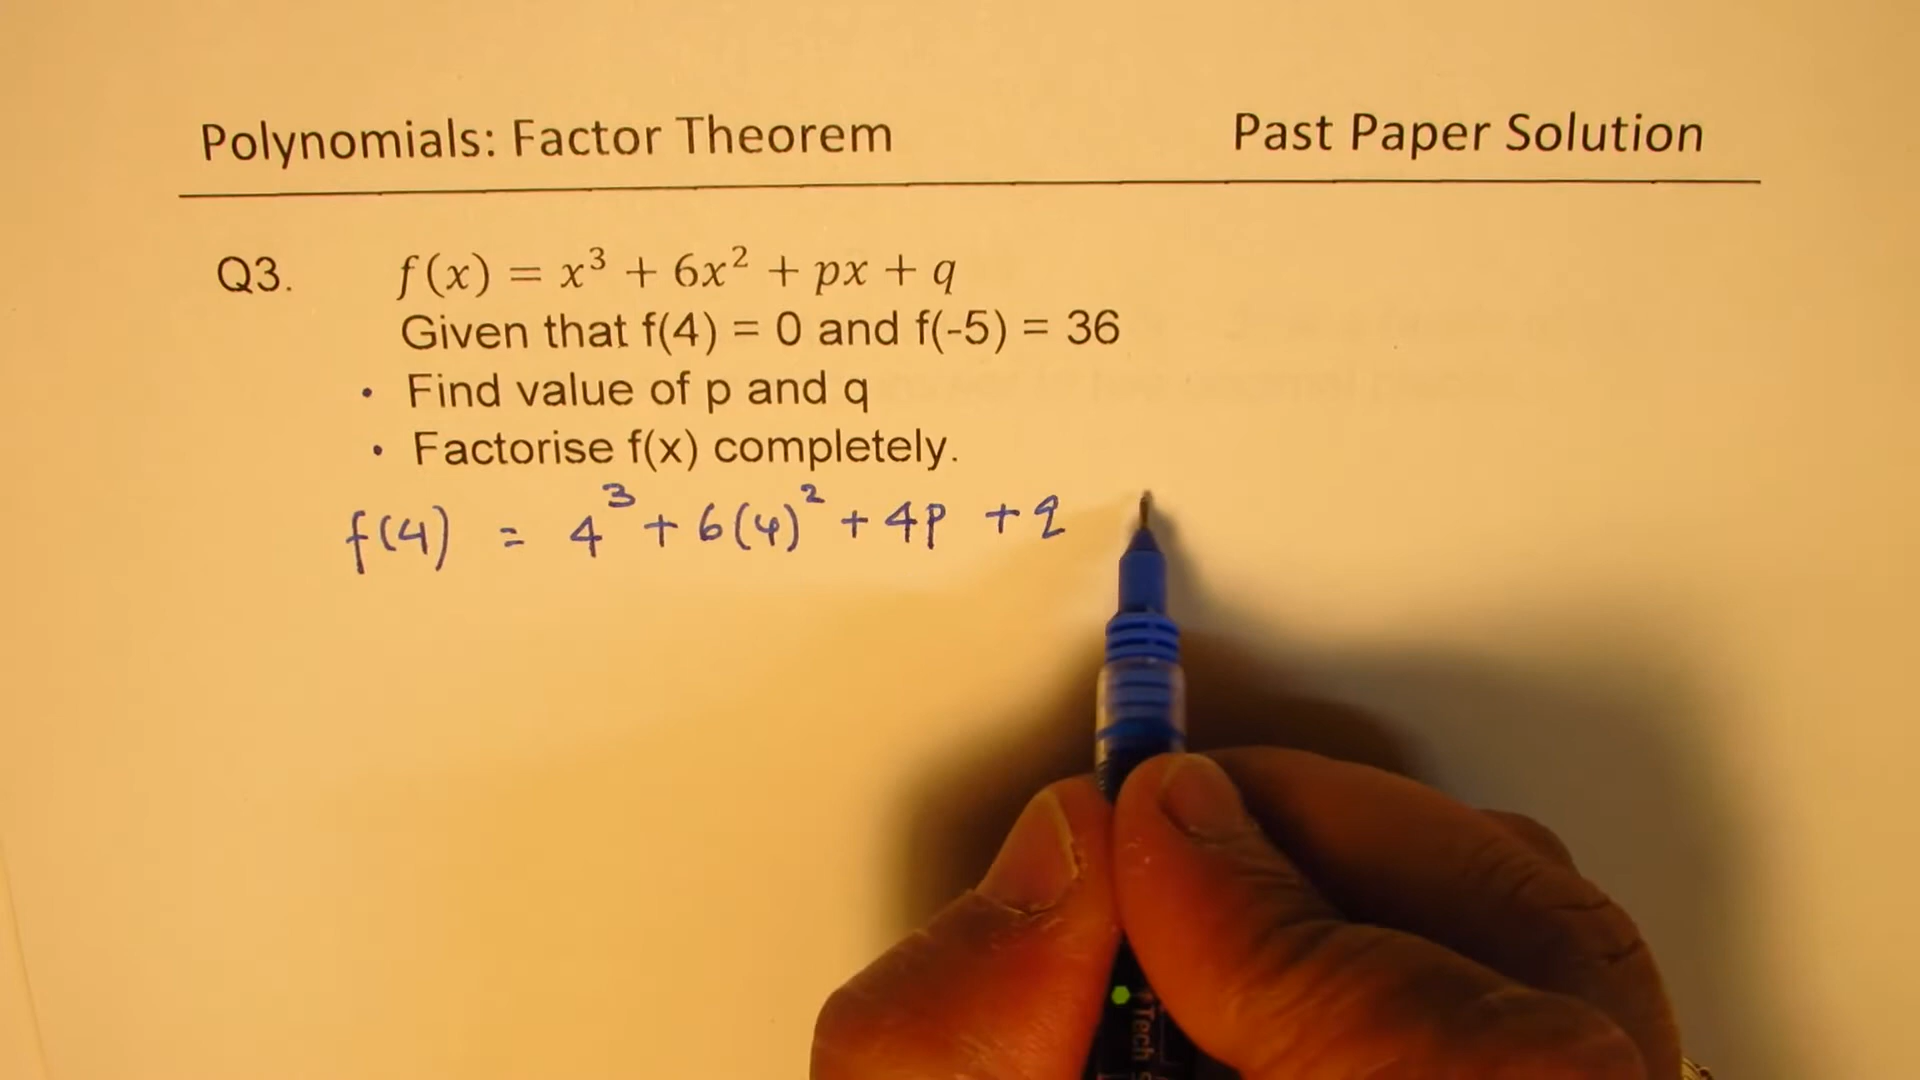 Polynomials: Factor Theorem Past Paper Solution
Q3. f(x) = x³ + 6x² + px + q
Given that f(4) = 0 and f(-5) = 36
• Find value of p and q
• Factorise f(x) completely.
f(4) = 4³ + 6(4)² + 4p + q
Tech